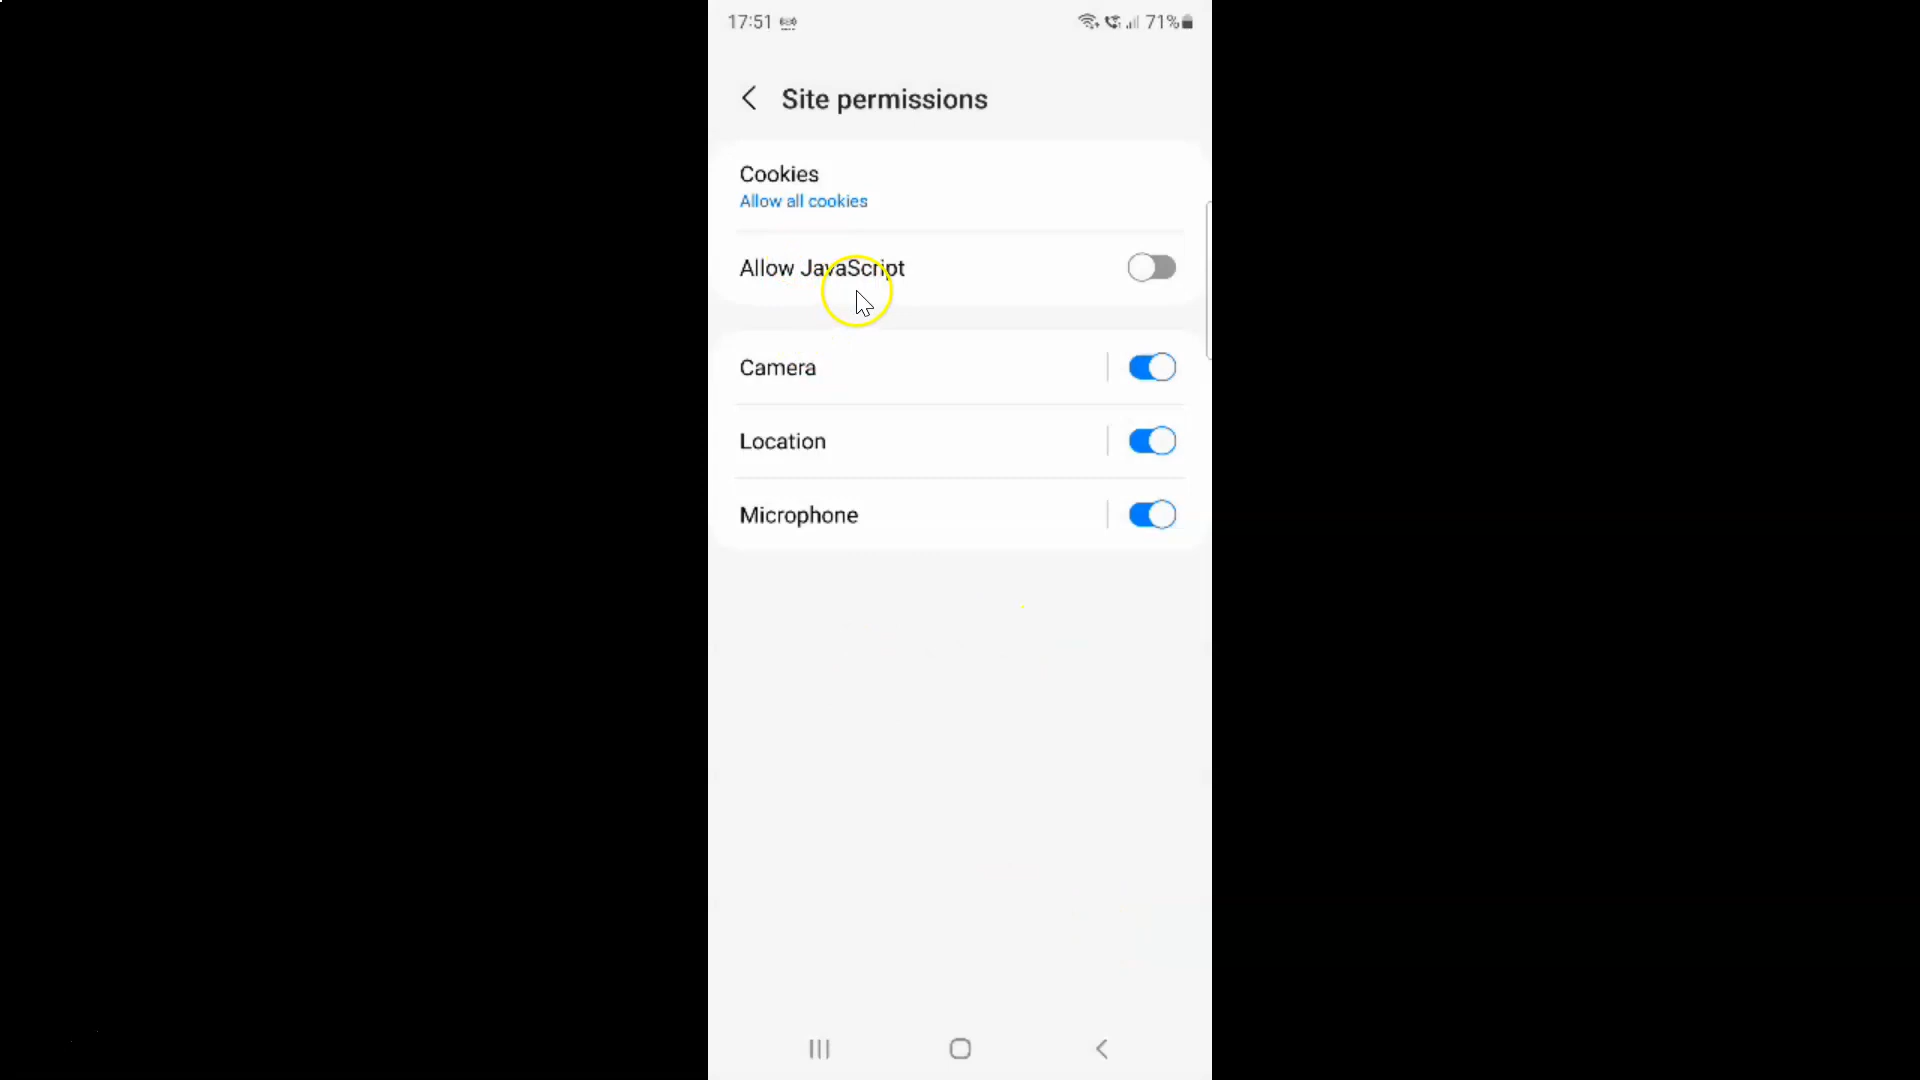 17:51
71%
Site permissions
Cookies
Allow all cookies
Allow JavaScript
Camera
Location
Microphone